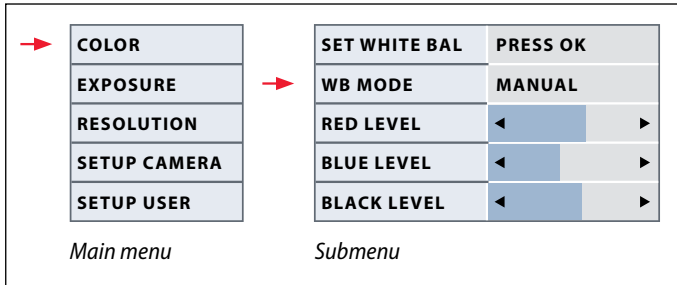 COLOR
EXPOSURE
RESOLUTION
SETUP CAMERA
SETUP USER
Main menu
SET WHITE BAL PRESS OK
WB MODE MANUAL
RED LEVEL
BLUE LEVEL
BLACK LEVEL
Submenu